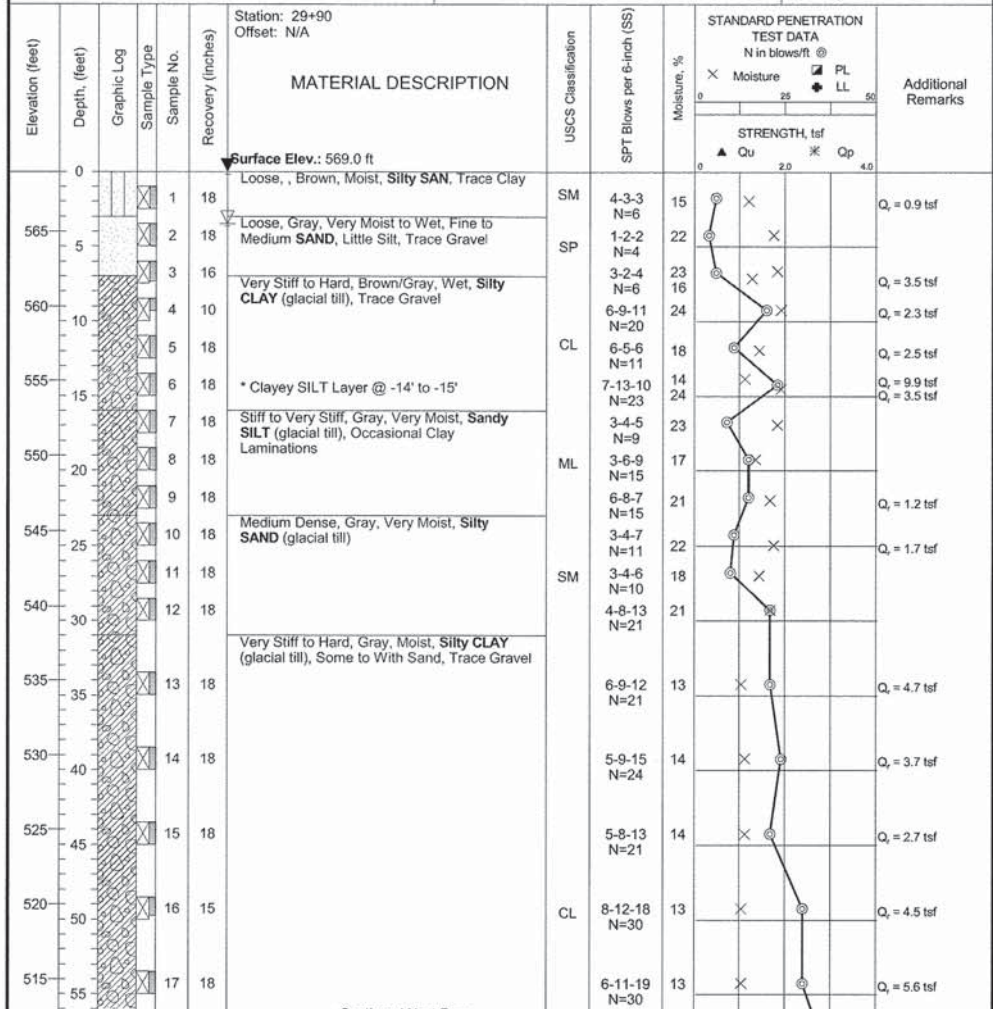 Station: 29+90
Offset: N/A
Elevation (feet)
Depth, (feet)
Graphic Log
Sample Type
Sample No.
Recovery (inches)
MATERIAL DESCRIPTION
USCS Classification
SPT Blows per 6-inch (SS)
Moisture, %
STANDARD PENETRATION
TEST DATA
N in blows/ft
Moisture
PL
LL
0 25 50
STRENGTH, tsf
Qu Qp
0 2.0 4.0
Additional
Remarks
Surface Elev.: 569.0 ft
0
Loose, , Brown, Moist, Silty SAN, Trace Clay
1 18 SM 4-3-3 15 Qr = 0.9 tsf
N=6
Loose, Gray, Very Moist to Wet, Fine to
Medium SAND, Little Silt, Trace Gravel
565 2 18 1-2-2 22
5 SP N=4
3 16 3-2-4 23
N=6 16 Qr = 3.5 tsf
Very Stiff to Hard, Brown/Gray, Wet, Silty
CLAY (glacial till), Trace Gravel
560 4 10 6-9-11 24 Qr = 2.3 tsf
10 N=20
5 18 CL 6-5-6 18 Qr = 2.5 tsf
N=11
555 6 18 * Clayey SILT Layer @ -14' to -15' 7-13-10 14 Qr = 9.9 tsf
15 N=23 24 Qr = 3.5 tsf
7 18 3-4-5 23
N=9
Stiff to Very Stiff, Gray, Very Moist, Sandy
SILT (glacial till), Occasional Clay
Laminations
550 8 18 ML 3-6-9 17
20 N=15
9 18 6-8-7 21 Qr = 1.2 tsf
N=15
Medium Dense, Gray, Very Moist, Silty
SAND (glacial till)
545 10 18 3-4-7
25 N=11 22 Qr = 1.7 tsf
11 18 SM 3-4-6 18
N=10
540 12 18 4-8-13 21
30 N=21
Very Stiff to Hard, Gray, Moist, Silty CLAY
(glacial till), Some to With Sand, Trace Gravel
535 13 18 6-9-12 13 Qr = 4.7 tsf
35 N=21
530 14 18 5-9-15 14 Qr = 3.7 tsf
40 N=24
525 15 18 5-8-13 14 Qr = 2.7 tsf
45 N=21
520 16 15 CL 8-12-18 13 Qr = 4.5 tsf
50 N=30
515 17 18 6-11-19 13 Qr = 5.6 tsf
55 N=30